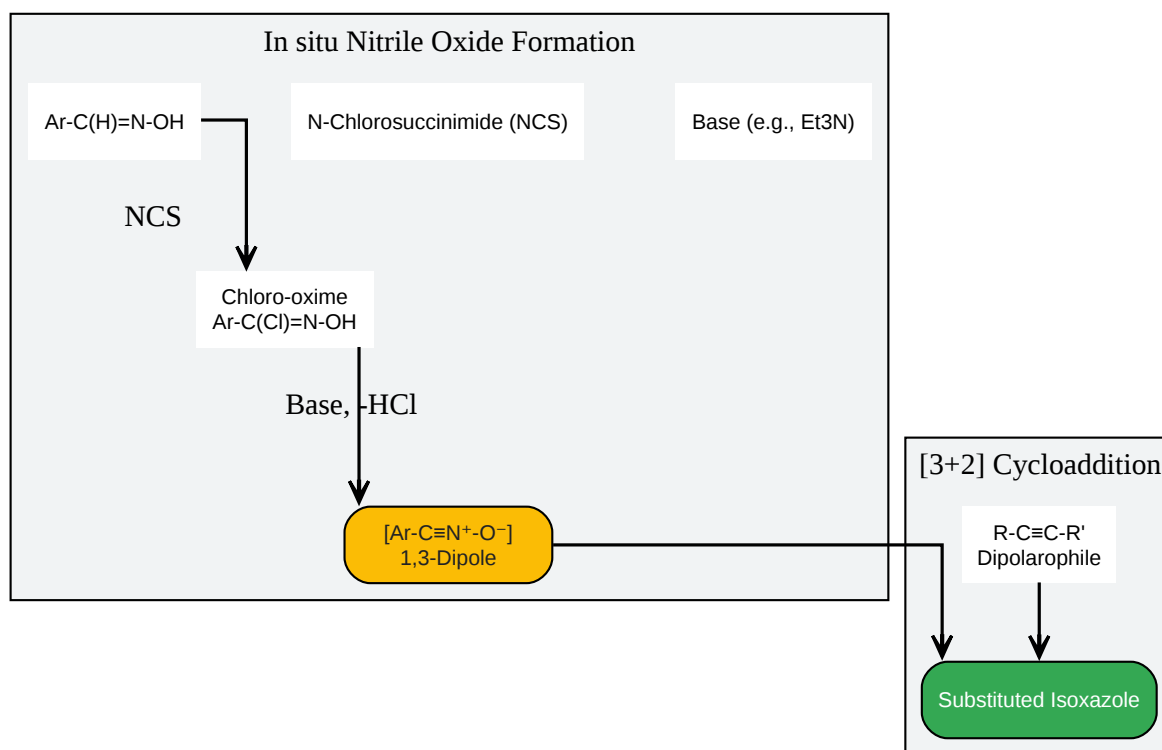 In situ Nitrile Oxide Formation
Ar-C(H)=N-OH
N-Chlorosuccinimide (NCS)
Base (e.g., Et3N)
NCS
Chloro-oxime
Ar-C(Cl)=N-OH
Base, -HCl
[Ar-C≡N⁺-O⁻]
1,3-Dipole
[3+2] Cycloaddition
R-C≡C-R'
Dipolarophile
Substituted Isoxazole